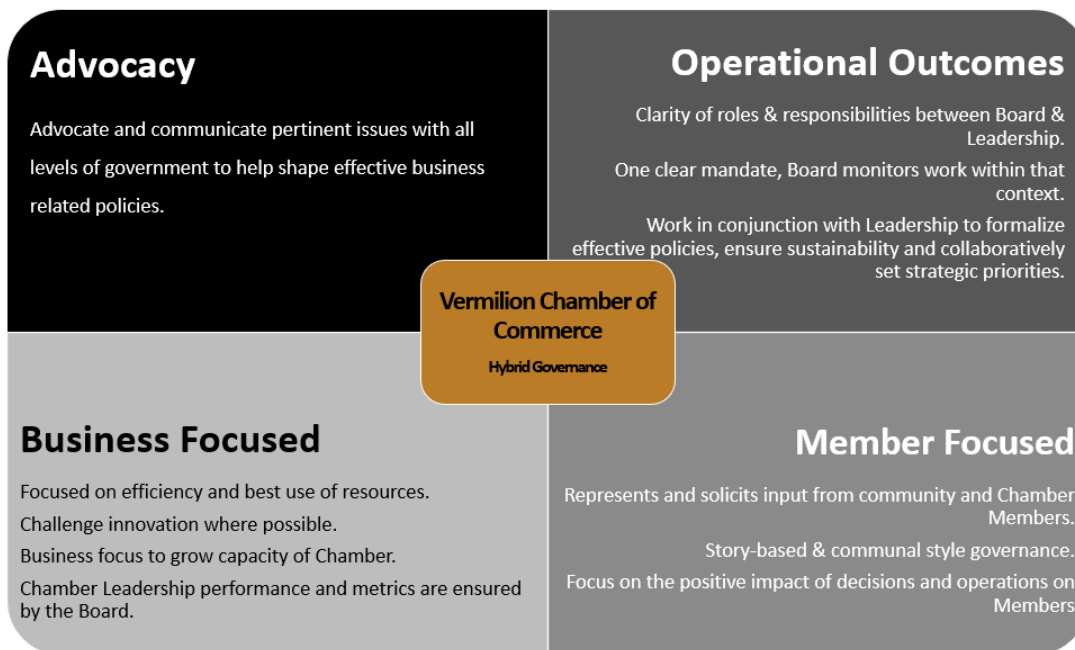 Advocacy
Advocate and communicate pertinent issues with all
levels of government to help shape effective business
related policies.
Operational Outcomes
Clarity of roles & responsibilities between Board &
Leadership.
One clear mandate, Board monitors work within that
context.
Work in conjunction with Leadership to formalize
effective policies, ensure sustainability and collaboratively
set strategic priorities.
Vermilion Chamber of
Commerce
Hybrid Governance
Business Focused
Focused on efficiency and best use of resources.
Challenge innovation where possible.
Business focus to grow capacity of Chamber.
Chamber Leadership performance and metrics are ensured
by the Board.
Member Focused
Represents and solicits input from community and Chamber
Members.
Story-based & communal style governance.
Focus on the positive impact of decisions and operations on
Members